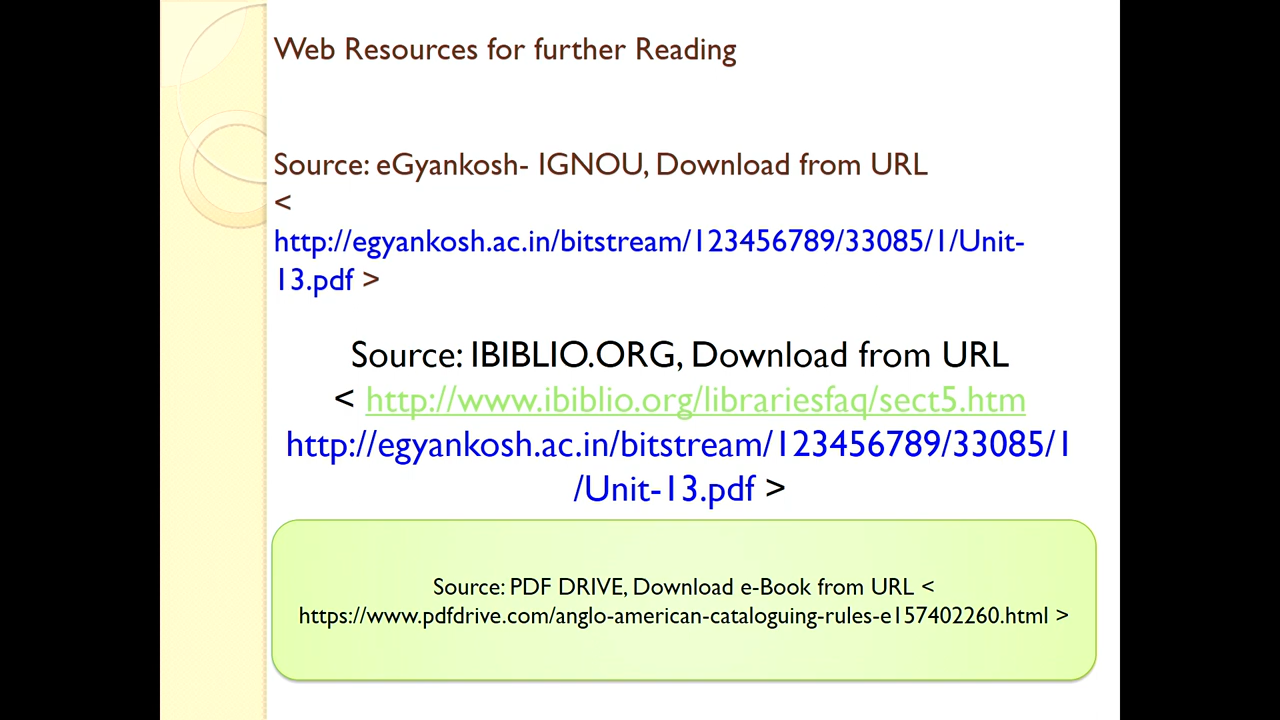 Web Resources for further Reading
Source: eGyankosh- IGNOU, Download from URL
<
http://egyankosh.ac.in/bitstream/123456789/33085/1/Unit-
13.pdf >
Source: IBIBLIO.ORG, Download from URL
< http://www.ibiblio.org/librariesfaq/sect5.htm
http://egyankosh.ac.in/bitstream/123456789/33085/1
/Unit-13.pdf >
Source: PDF DRIVE, Download e-Book from URL <
https://www.pdfdrive.com/anglo-american-cataloguing-rules-e157402260.html >